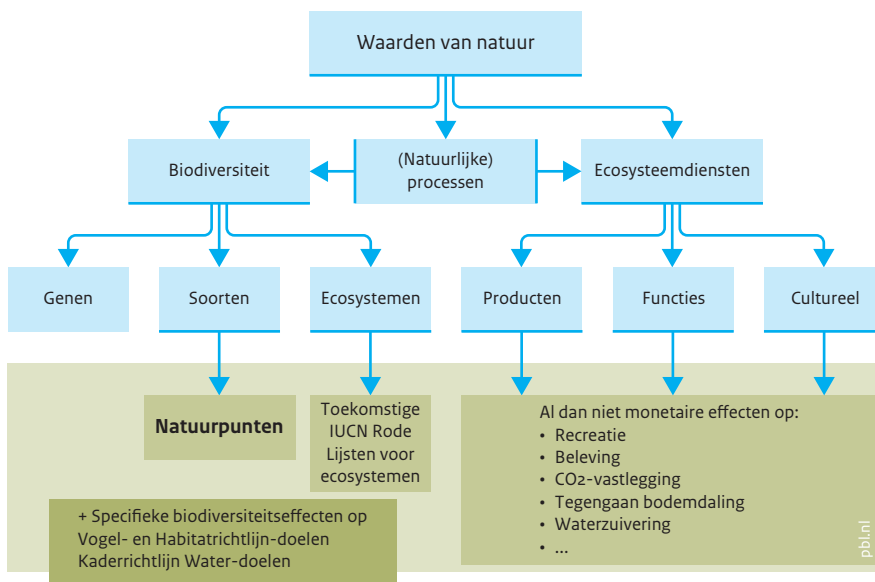 Waarden van natuur
Biodiversiteit
(Natuurlijke)
processen
Ecosysteemdiensten
Genen
Soorten
Ecosystemen
Producten
Functies
Cultureel
Natuurpunten
Toekomstige
IUCN Rode
Lijsten voor
ecosystemen
Al dan niet monetaire effecten op:
• Recreatie
• Beleving
• CO2-vastlegging
• Tegengaan bodemdaling
• Waterzuivering
• ...
+ Specifieke biodiversiteitseffecten op
Vogel- en Habitatrichtlijn-doelen
Kaderrichtlijn Water-doelen
pbl.nl